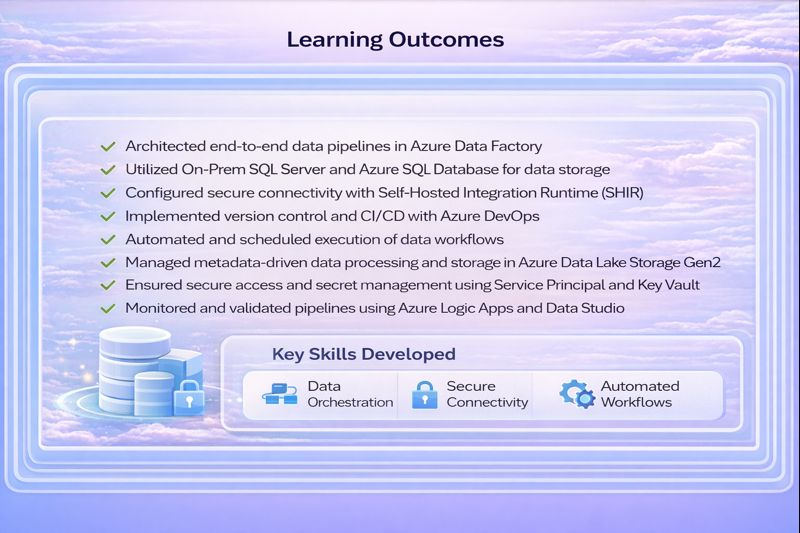 Learning Outcomes
Architected end-to-end data pipelines in Azure Data Factory
Utilized On-Prem SQL Server and Azure SQL Database for data storage
Configured secure connectivity with Self-Hosted Integration Runtime (SHIR)
Implemented version control and CI/CD with Azure DevOps
Automated and scheduled execution of data workflows
Managed metadata-driven data processing and storage in Azure Data Lake Storage Gen2
Ensured secure access and secret management using Service Principal and Key Vault
Monitored and validated pipelines using Azure Logic Apps and Data Studio
Key Skills Developed
Data
Orchestration
Secure
Connectivity
Automated
Workflows